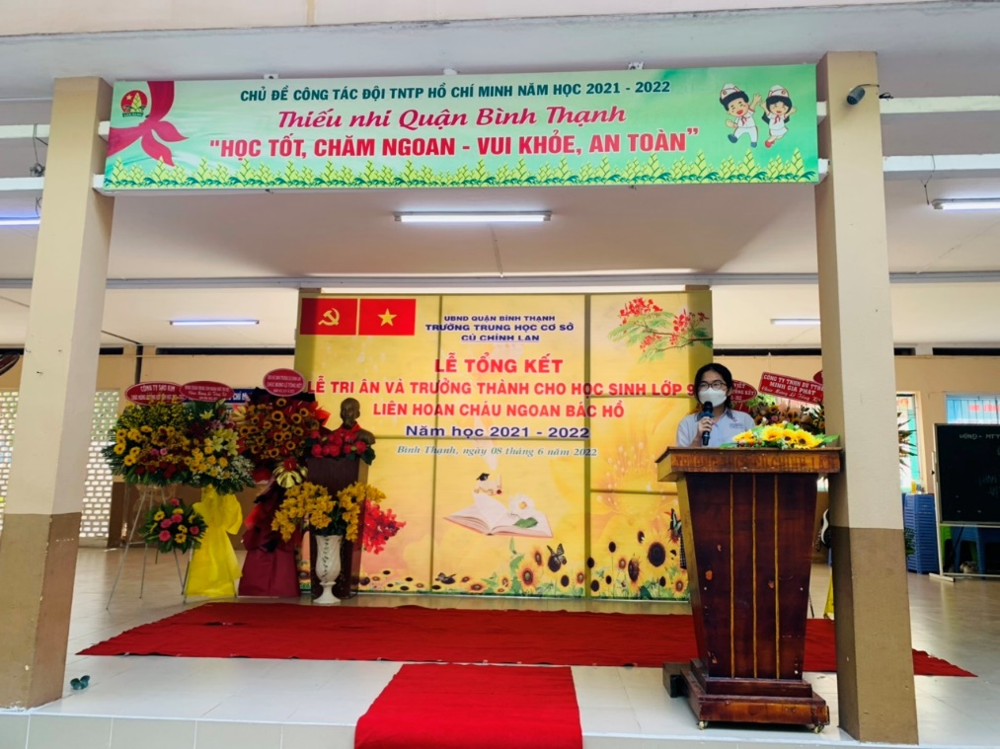 CHỦ ĐỀ CÔNG TÁC ĐỘI TNTP HỒ CHÍ MINH NĂM HỌC 2021 - 2022
Thiếu nhi Quận Bình Thạnh
"HỌC TỐT, CHĂM NGOAN - VUI KHỎE, AN TOÀN"
UBND QUẬN BÌNH THẠNH
TRƯỜNG TRUNG HỌC CƠ SỞ
CÙ CHÍNH LAN
LỄ TỔNG KẾT
LỄ TRI ÂN VÀ TRƯỞNG THÀNH CHO HỌC SINH LỚP 9
LIÊN HOAN CHÁU NGOAN BÁC HỒ
Năm học 2021 - 2022
Bình Thạnh, ngày 08 tháng 6 năm 2022
CÔNG TY
CÔNG TY TNHH
MINH GIA PHÁT